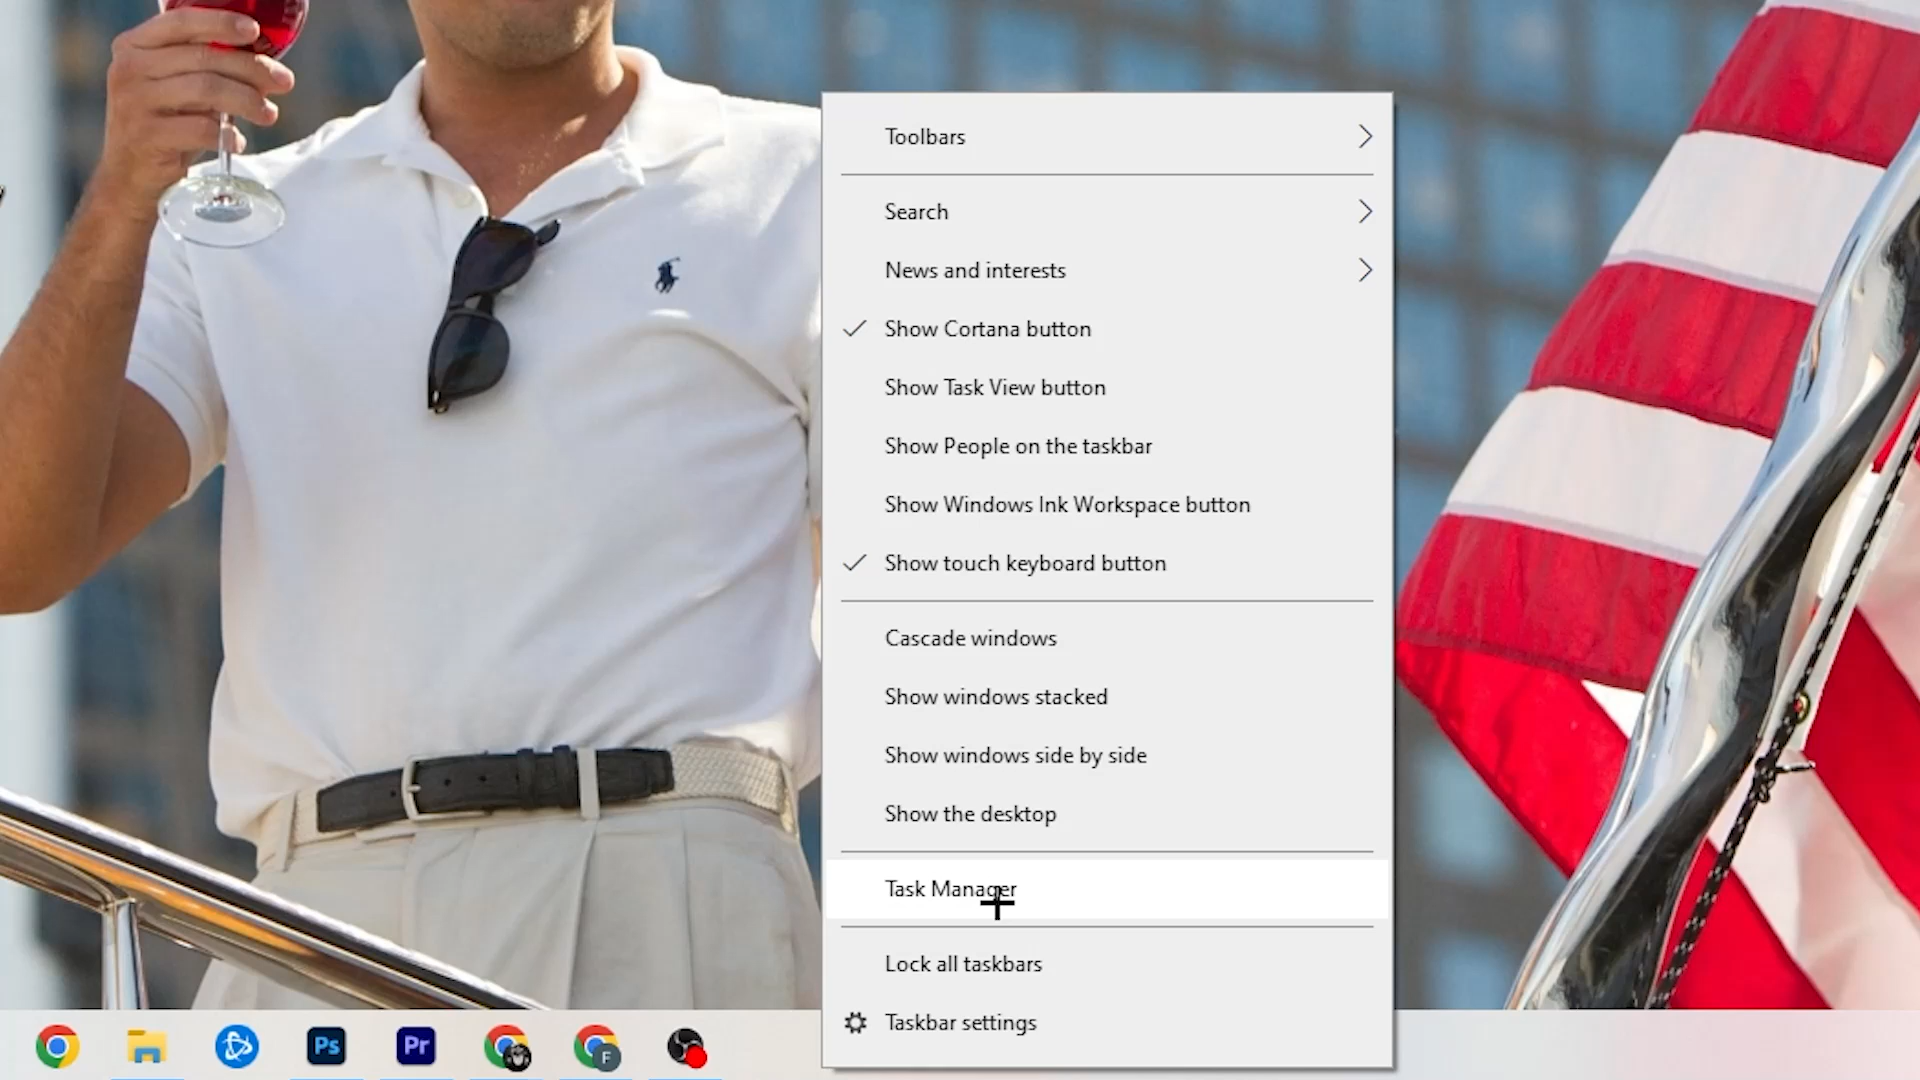 Toolbars
Search
News and interests
Show Cortana button
Show Task View button
Show People on the taskbar
Show Windows Ink Workspace button
Show touch keyboard button
Cascade windows
Show windows stacked
Show windows side by side
Show the desktop
Task Manager
Lock all taskbars
Taskbar settings
Ps
Pr
F